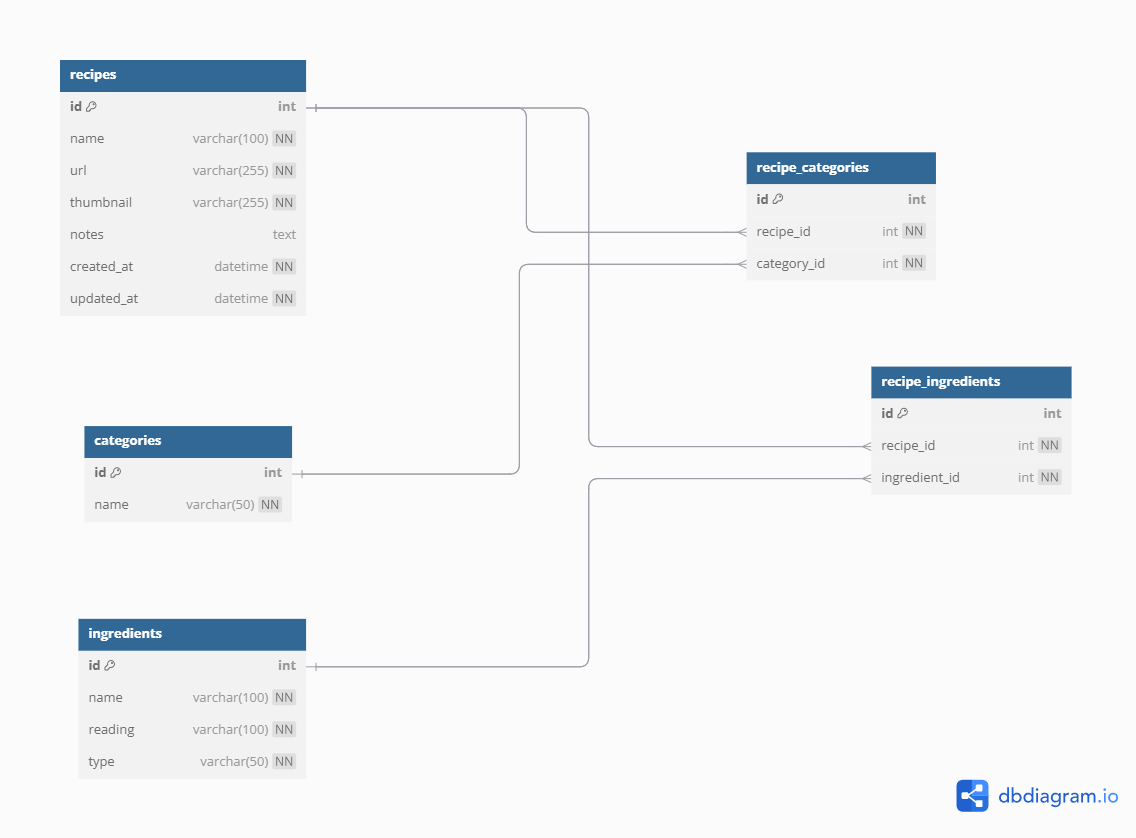 recipes
id int
name varchar(100) NN
url varchar(255) NN
thumbnail varchar(255) NN
notes text
created_at datetime NN
updated_at datetime NN
recipe_categories
id int
recipe_id int NN
category_id int NN
recipe_ingredients
id int
recipe_id int NN
ingredient_id int NN
categories
id int
name varchar(50) NN
ingredients
id int
name varchar(100) NN
reading varchar(100) NN
type varchar(50) NN
dbdiagram.io